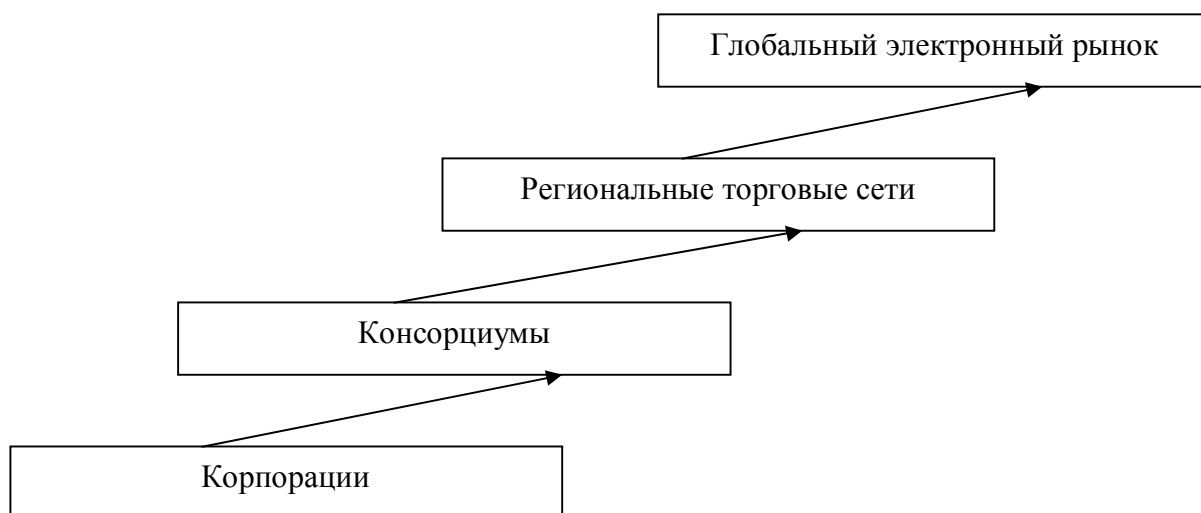 Глобальный электронный рынок
Региональные торговые сети
Консорциумы
Корпорации